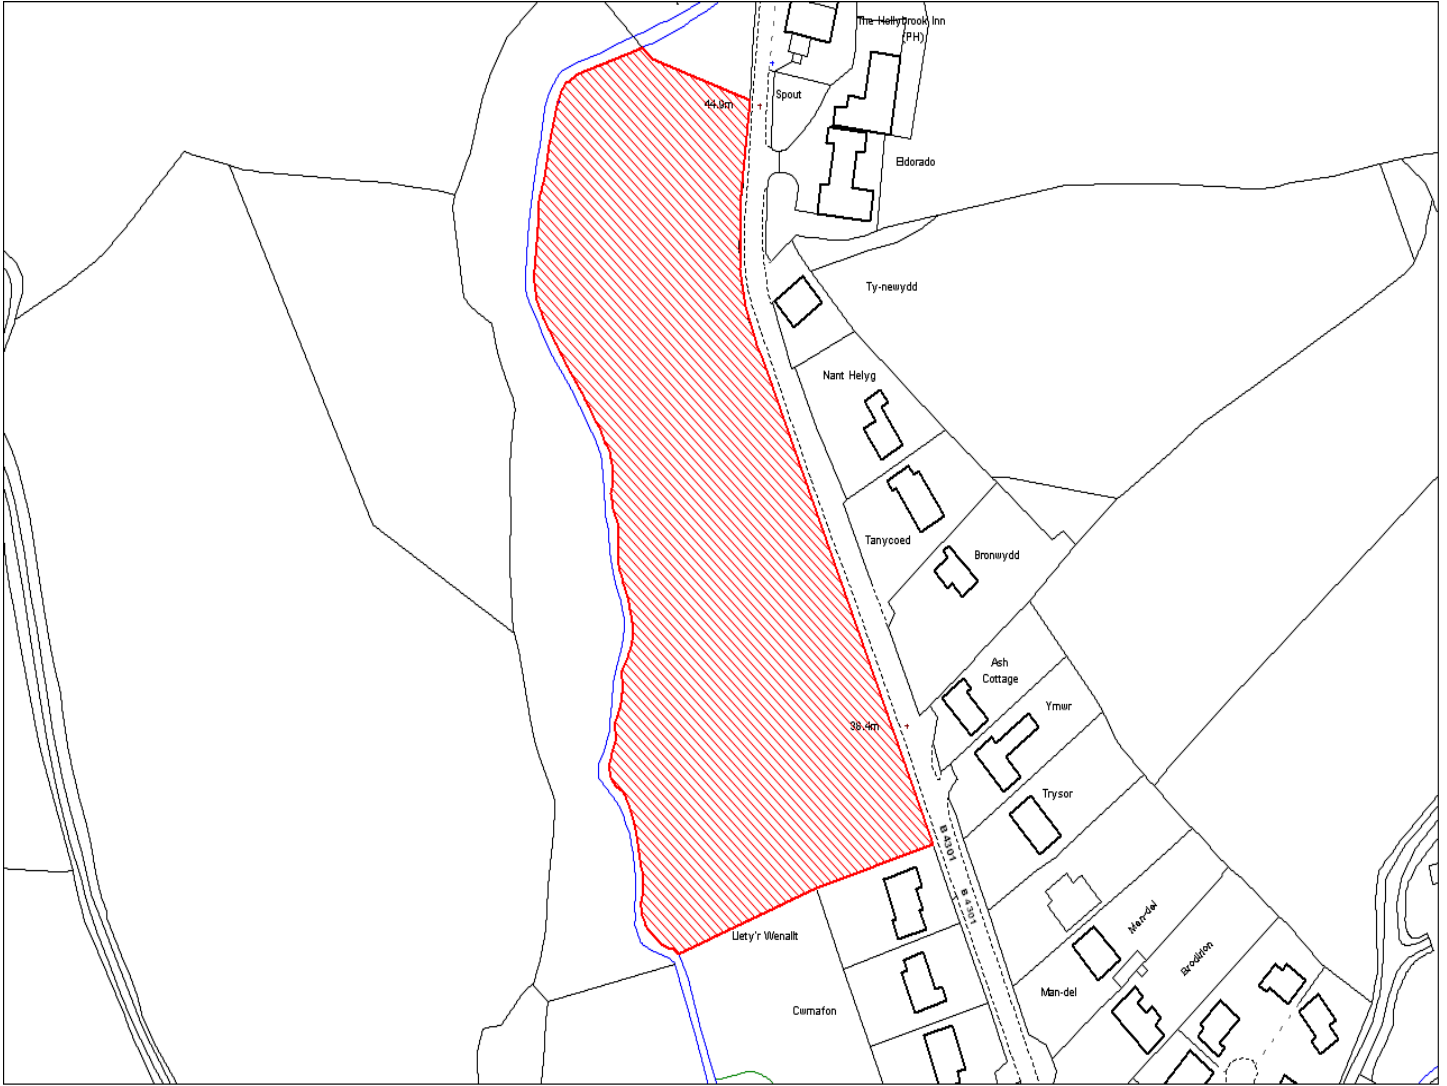 The Hollybrook Inn
(PH)
44.9m
Spout
Eldorado
Ty-newydd
Nant Helyg
Tanycoed
Bronwydd
Ash
Cottage
Ymwr
38.4m
Trysor
B 4301
B 4301
Llety'r Wenallt
Men-del
Brodirion
Man-del
Cwmafon